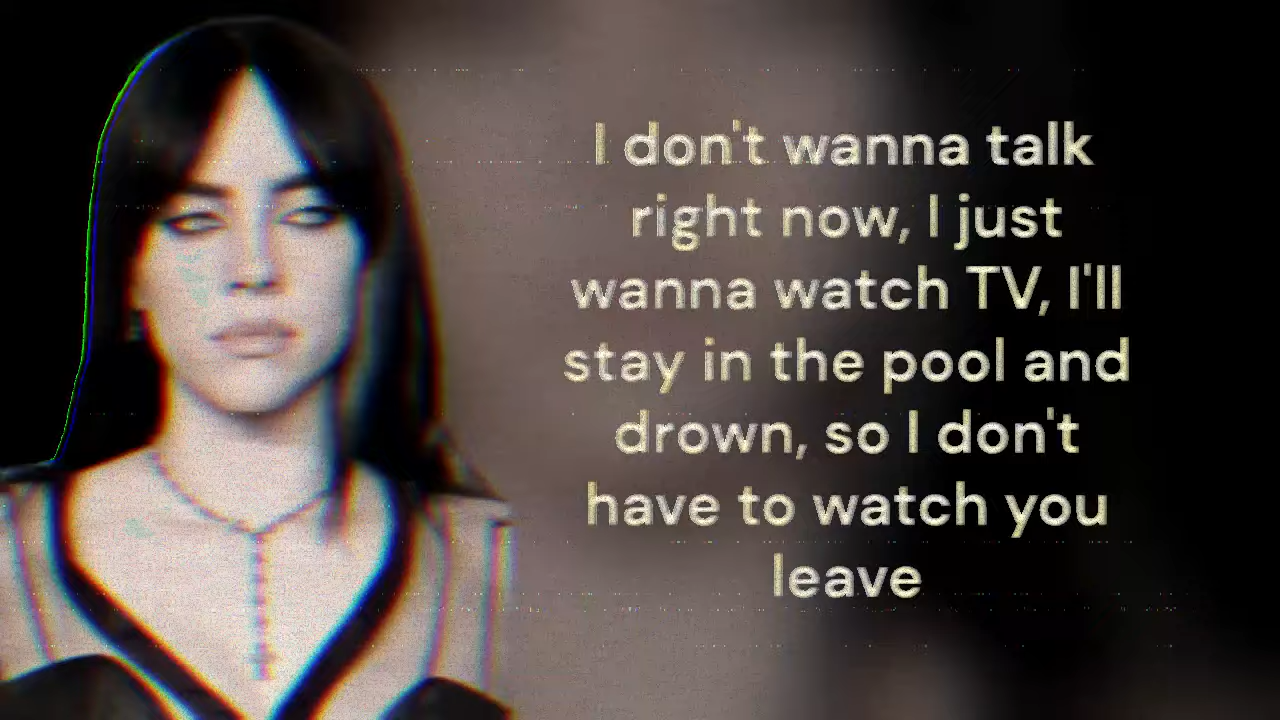 I don't wanna talk
right now, I just
wanna watch TV, I'll
stay in the pool and
drown, so I don't
have to watch you
leave